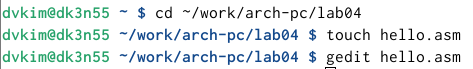 dvkim@dk3n55 ~ $ cd ~/work/arch-pc/lab04
dvkim@dk3n55 ~/work/arch-pc/lab04 $ touch hello.asm
dvkim@dk3n55 ~/work/arch-pc/lab04 $ gedit hello.asm